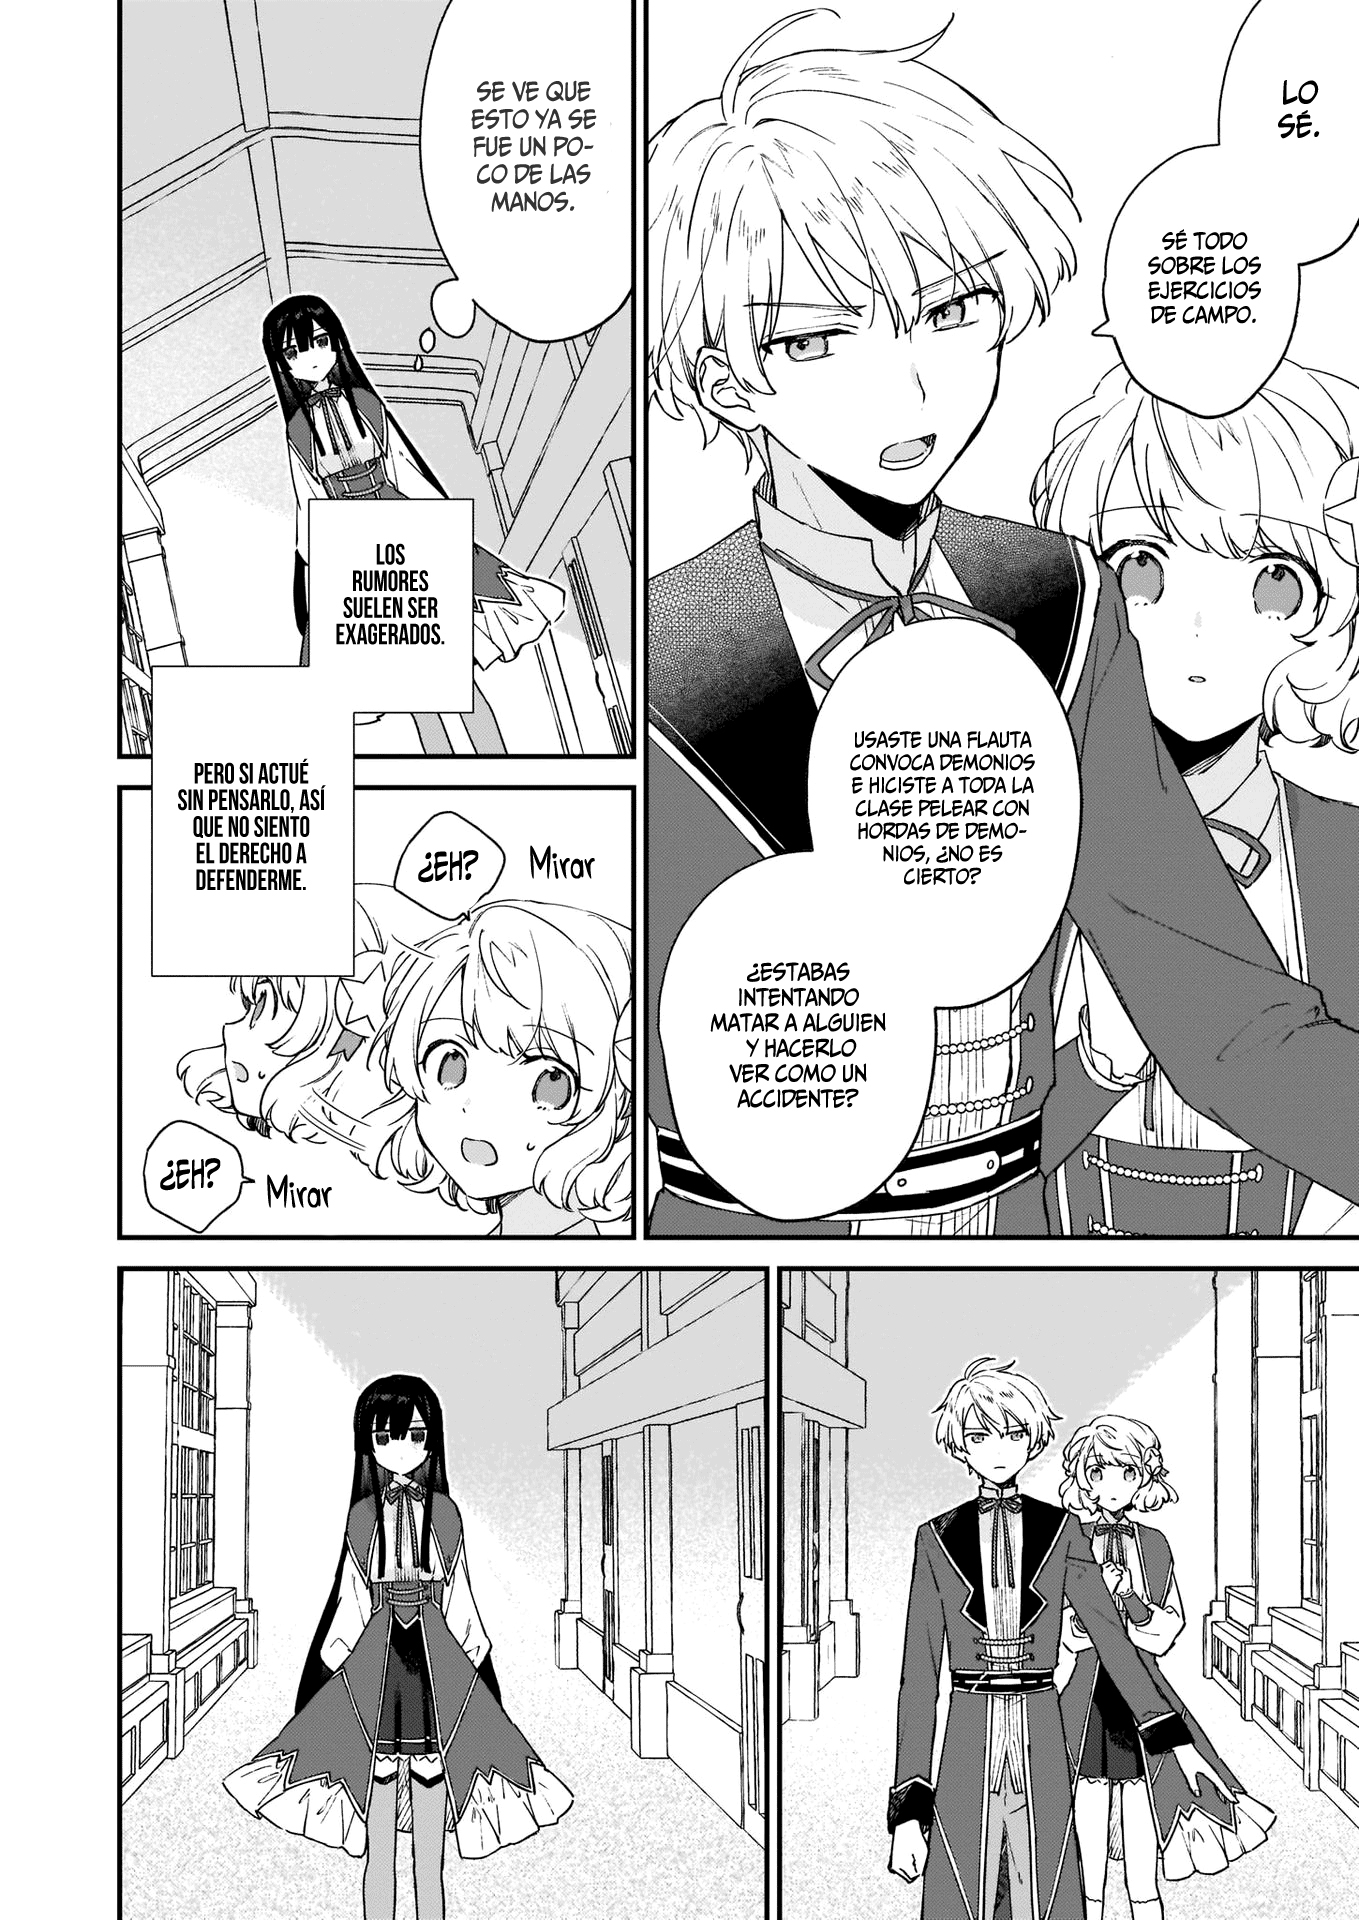 LO
SÉ.
SÉ TODO
SOBRE LOS
EJERCICIOS
DE CAMPO.
USASTE UNA FLAUTA
CONVOCA DEMONIOS
E HICISTE A TODA LA
CLASE PELEAR CON
HORDAS DE DEMO-
NIOS, ¿NO ES
CIERTO?
¿ESTABAS
INTENTANDO
MATAR A ALGUIEN
Y HACERLO
VER COMO UN
ACCIDENTE?
SE VE QUE
ESTO YA SE
FUE UN PO-
CO DE LAS
MANOS.
LOS
RUMORES
SUELEN SER
EXAGERADOS.
PERO SI ACTUÉ
SIN PENSARLO, ASÍ
QUE NO SIENTO
EL DERECHO A
DEFENDERME.
¿EH?
Mirar
¿EH?
Mirar